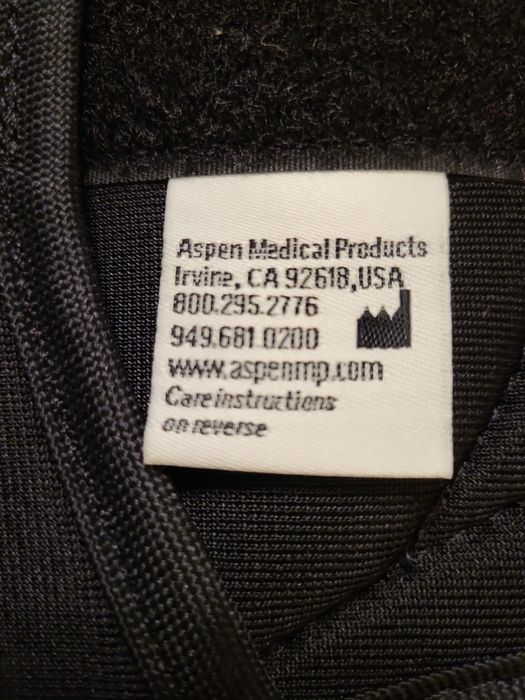 Aspen Medical Products
Irvine, CA 92618,USA
800.295.2776
949.681.0200
www.aspenmp.com
Care instructions
on reverse